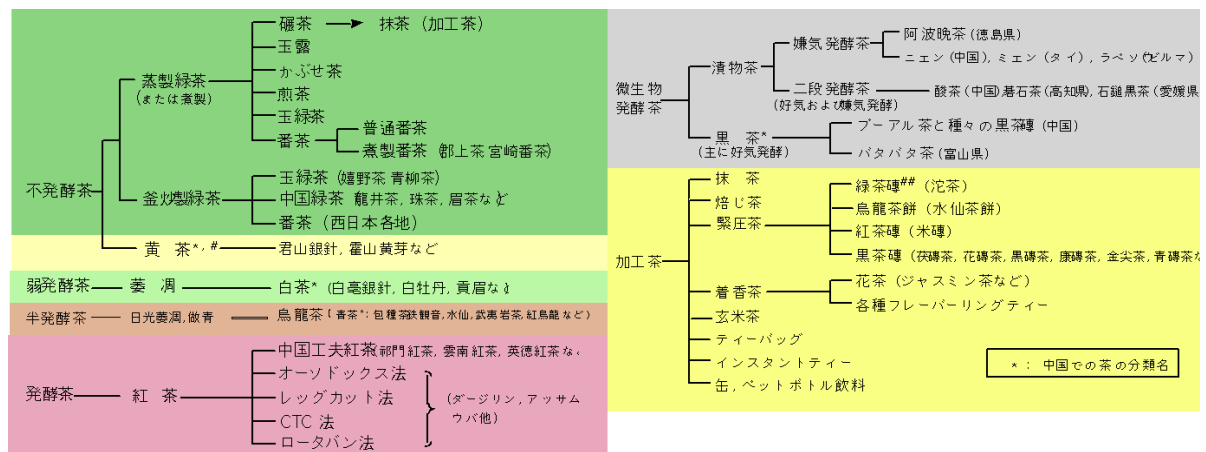 碾茶 抹茶 (加工茶)
玉露
かぶせ茶
蒸製緑茶
(または煮製)
煎茶
玉緑茶
番茶
普通番茶
煮製番茶 (郡上茶,宮崎番茶)
不発酵茶
釜炒製緑茶
玉緑茶 (嬉野茶,青柳茶)
中国緑茶 龍井茶, 珠茶, 眉茶など
番茶 (西日本各地)
黄 茶*, #
君山銀針, 霍山黄芽など
弱発酵茶 萎 凋 白茶* (白毫銀針, 白牡丹, 貢眉など
半発酵茶 日光萎凋,做青 烏龍茶 ( 青茶*: 包種茶,鉄観音,水仙, 武夷岩茶, 紅烏龍など)
発酵茶 紅 茶
中国工夫紅茶(祁門紅茶, 雲南紅茶, 英徳紅茶な
オーソドックス法
レッグカット法
CTC 法
ロータバン法
(ダージリン, アッサム
ウバ他)
微生物
発酵茶
漬物茶
嫌気発酵茶
阿波晩茶 (徳島県)
ニェン (中国), ミェン (タイ), ラペソ (ビルマ)
二段発酵茶
(好気および嫌気発酵)
酸茶 (中国),碁石茶 (高知県), 石鎚黒茶 (愛媛県
黒 茶*
(主に好気発酵)
プーアル茶と種々の黒茶磚 (中国)
バタバタ茶 (富山県)
加工茶
抹 茶
焙じ茶
緊圧茶
緑茶磚## (沱茶)
烏龍茶餅 (水仙茶餅)
紅茶磚 (米磚)
黒茶磚 (茯磚茶, 花磚茶, 黒磚茶, 康磚茶, 金尖茶, 青磚茶な
着香茶
花茶 (ジャスミン茶など)
各種フレーバーリングティー
玄米茶
ティーバッグ
インスタントティー
缶, ペットボトル飲料
* : 中国での茶の分類名